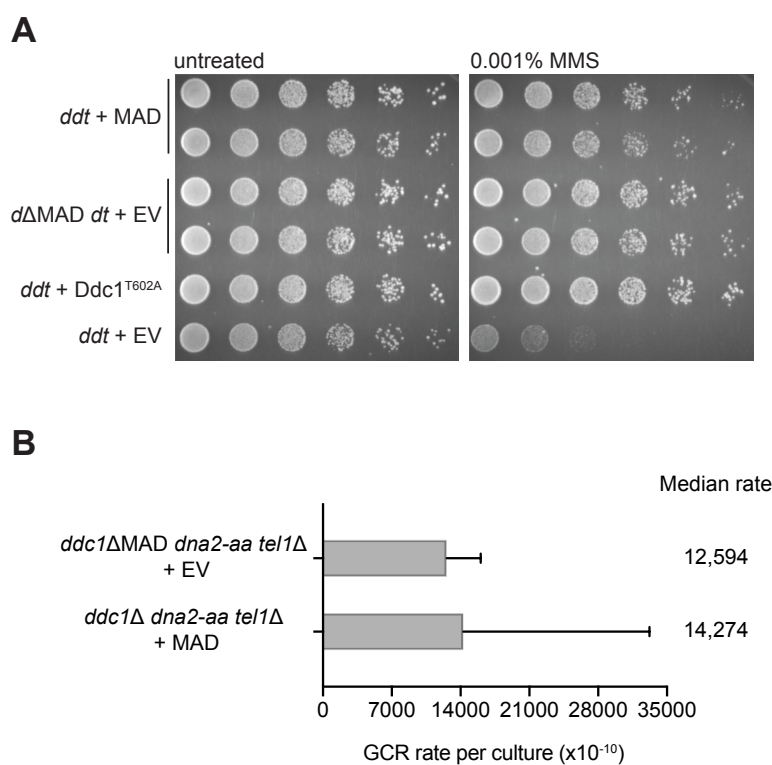 A
untreated
0.001% MMS
ddt + MAD
dΔMAD dt + EV
ddt + Ddc1T602A
ddt + EV
B
Median rate
ddc1ΔMAD dna2-aa tel1Δ
+ EV
12,594
ddc1Δ dna2-aa tel1Δ
+ MAD
14,274
0 7000 14000 21000 28000 35000
GCR rate per culture (x10-10)